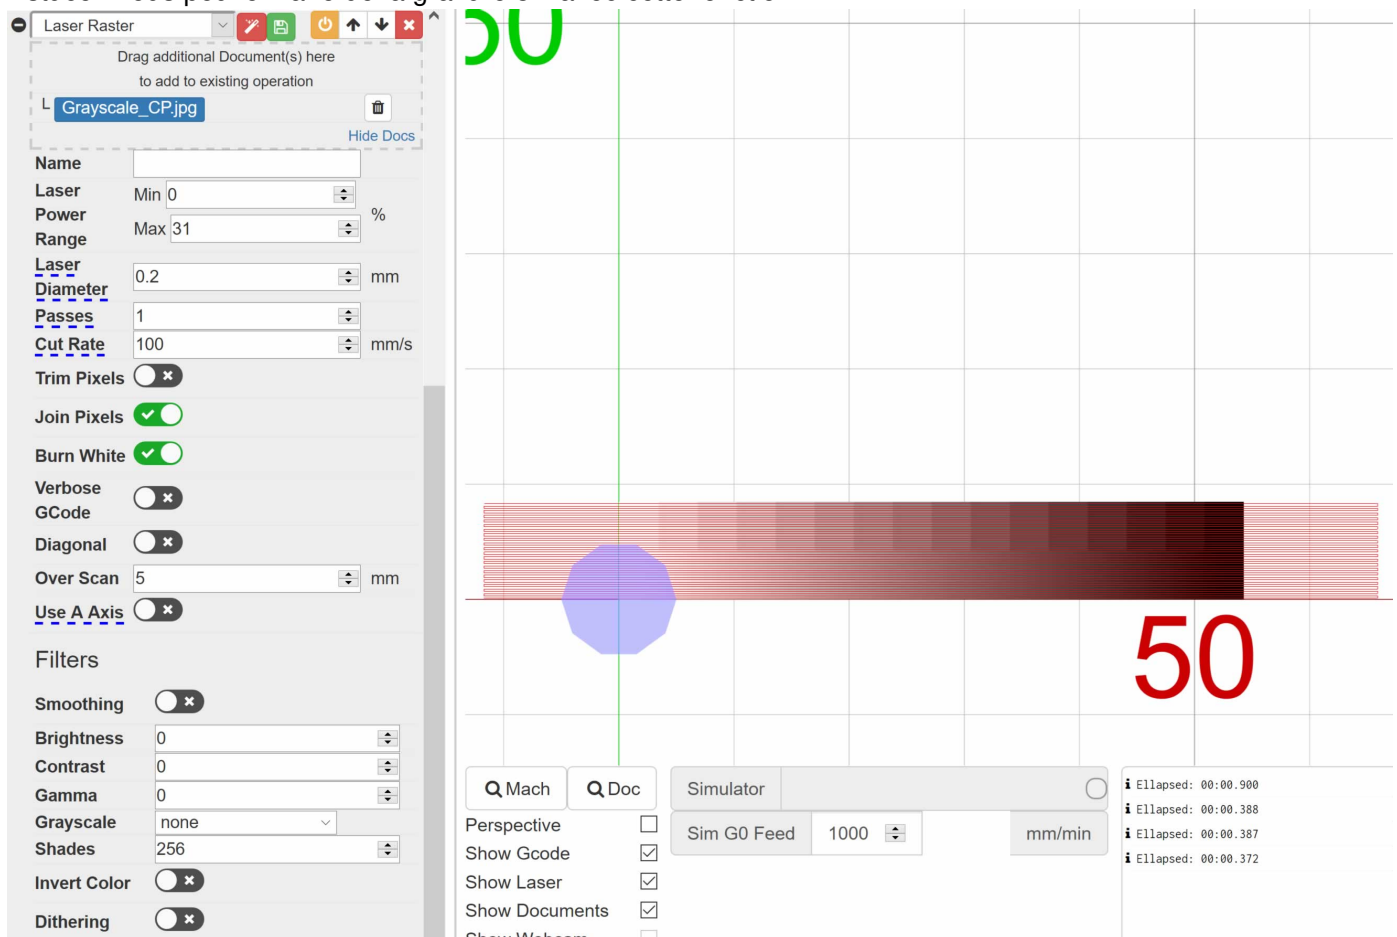 Laser Raster
Drag additional Document(s) here
to add to existing operation
Grayscale_CP.jpg
Hide Docs
Name
Laser Power Range Min 0 %
Max 31
Laser Diameter 0.2 mm
Passes 1
Cut Rate 100 mm/s
Trim Pixels
Join Pixels
Burn White
Verbose GCode
Diagonal
Over Scan 5 mm
Use A Axis
Filters
Smoothing
Brightness 0
Contrast 0
Gamma 0
Grayscale none
Shades 256
Invert Color
Dithering
50
50
Mach Doc
Perspective
Show Gcode
Show Laser
Show Documents
Simulator
Sim G0 Feed 1000 mm/min
Ellapsed: 00:00.900
Ellapsed: 00:00.388
Ellapsed: 00:00.387
Ellapsed: 00:00.372